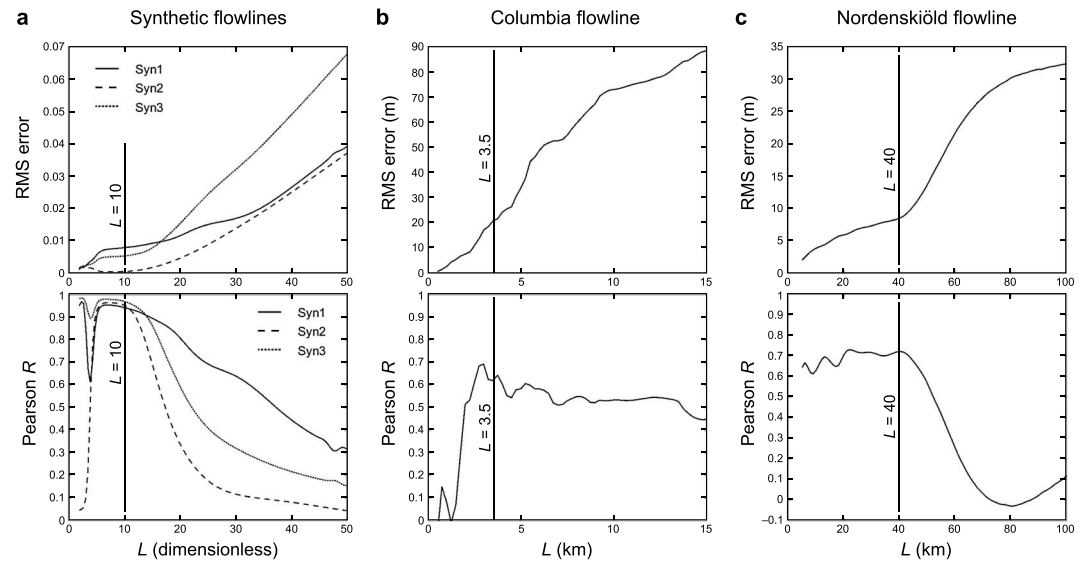 a Synthetic flowlines
0.07
0.06
0.05
0.04
0.03
0.02
0.01
0
RMS error
Syn1
Syn2
Syn3
L = 10
0 10 20 30 40 50
b Columbia flowline
90
80
70
60
50
40
30
20
10
0
RMS error (m)
L = 3.5
0 5 10 15
c Nordenskiöld flowline
35
30
25
20
15
10
5
0
RMS error (m)
L = 40
0 20 40 60 80 100
1
0.9
0.8
0.7
0.6
0.5
0.4
0.3
0.2
0.1
0
Pearson R
Syn1
Syn2
Syn3
L = 10
0 10 20 30 40 50
L (dimensionless)
1
0.9
0.8
0.7
0.6
0.5
0.4
0.3
0.2
0.1
0
Pearson R
L = 3.5
0 5 10 15
L (km)
1
0.9
0.8
0.7
0.6
0.5
0.4
0.3
0.2
0.1
0
–0.1
Pearson R
L = 40
0 20 40 60 80 100
L (km)